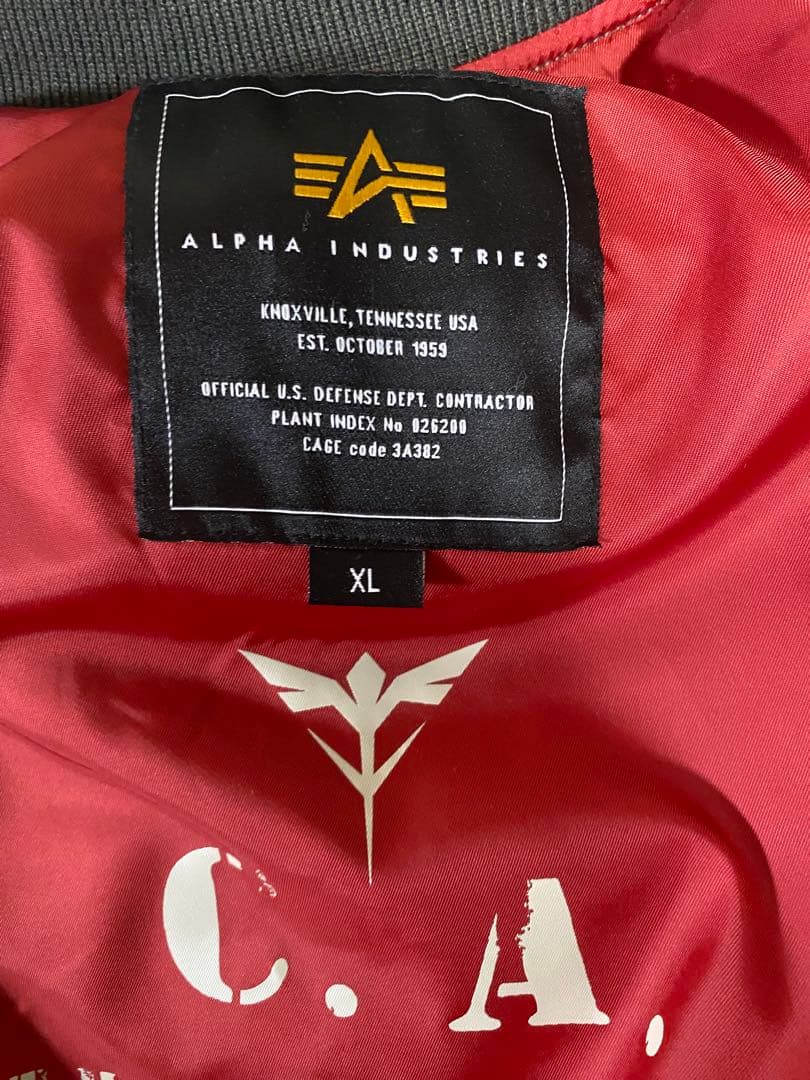 ALPHA INDUSTRIES
KNOXVILLE, TENNESSEE USA
EST. OCTOBER 1959
OFFICIAL U.S. DEFENSE DEPT. CONTRACTOR
PLANT INDEX No 026200
CAGE code 3A382
XL
C. A.